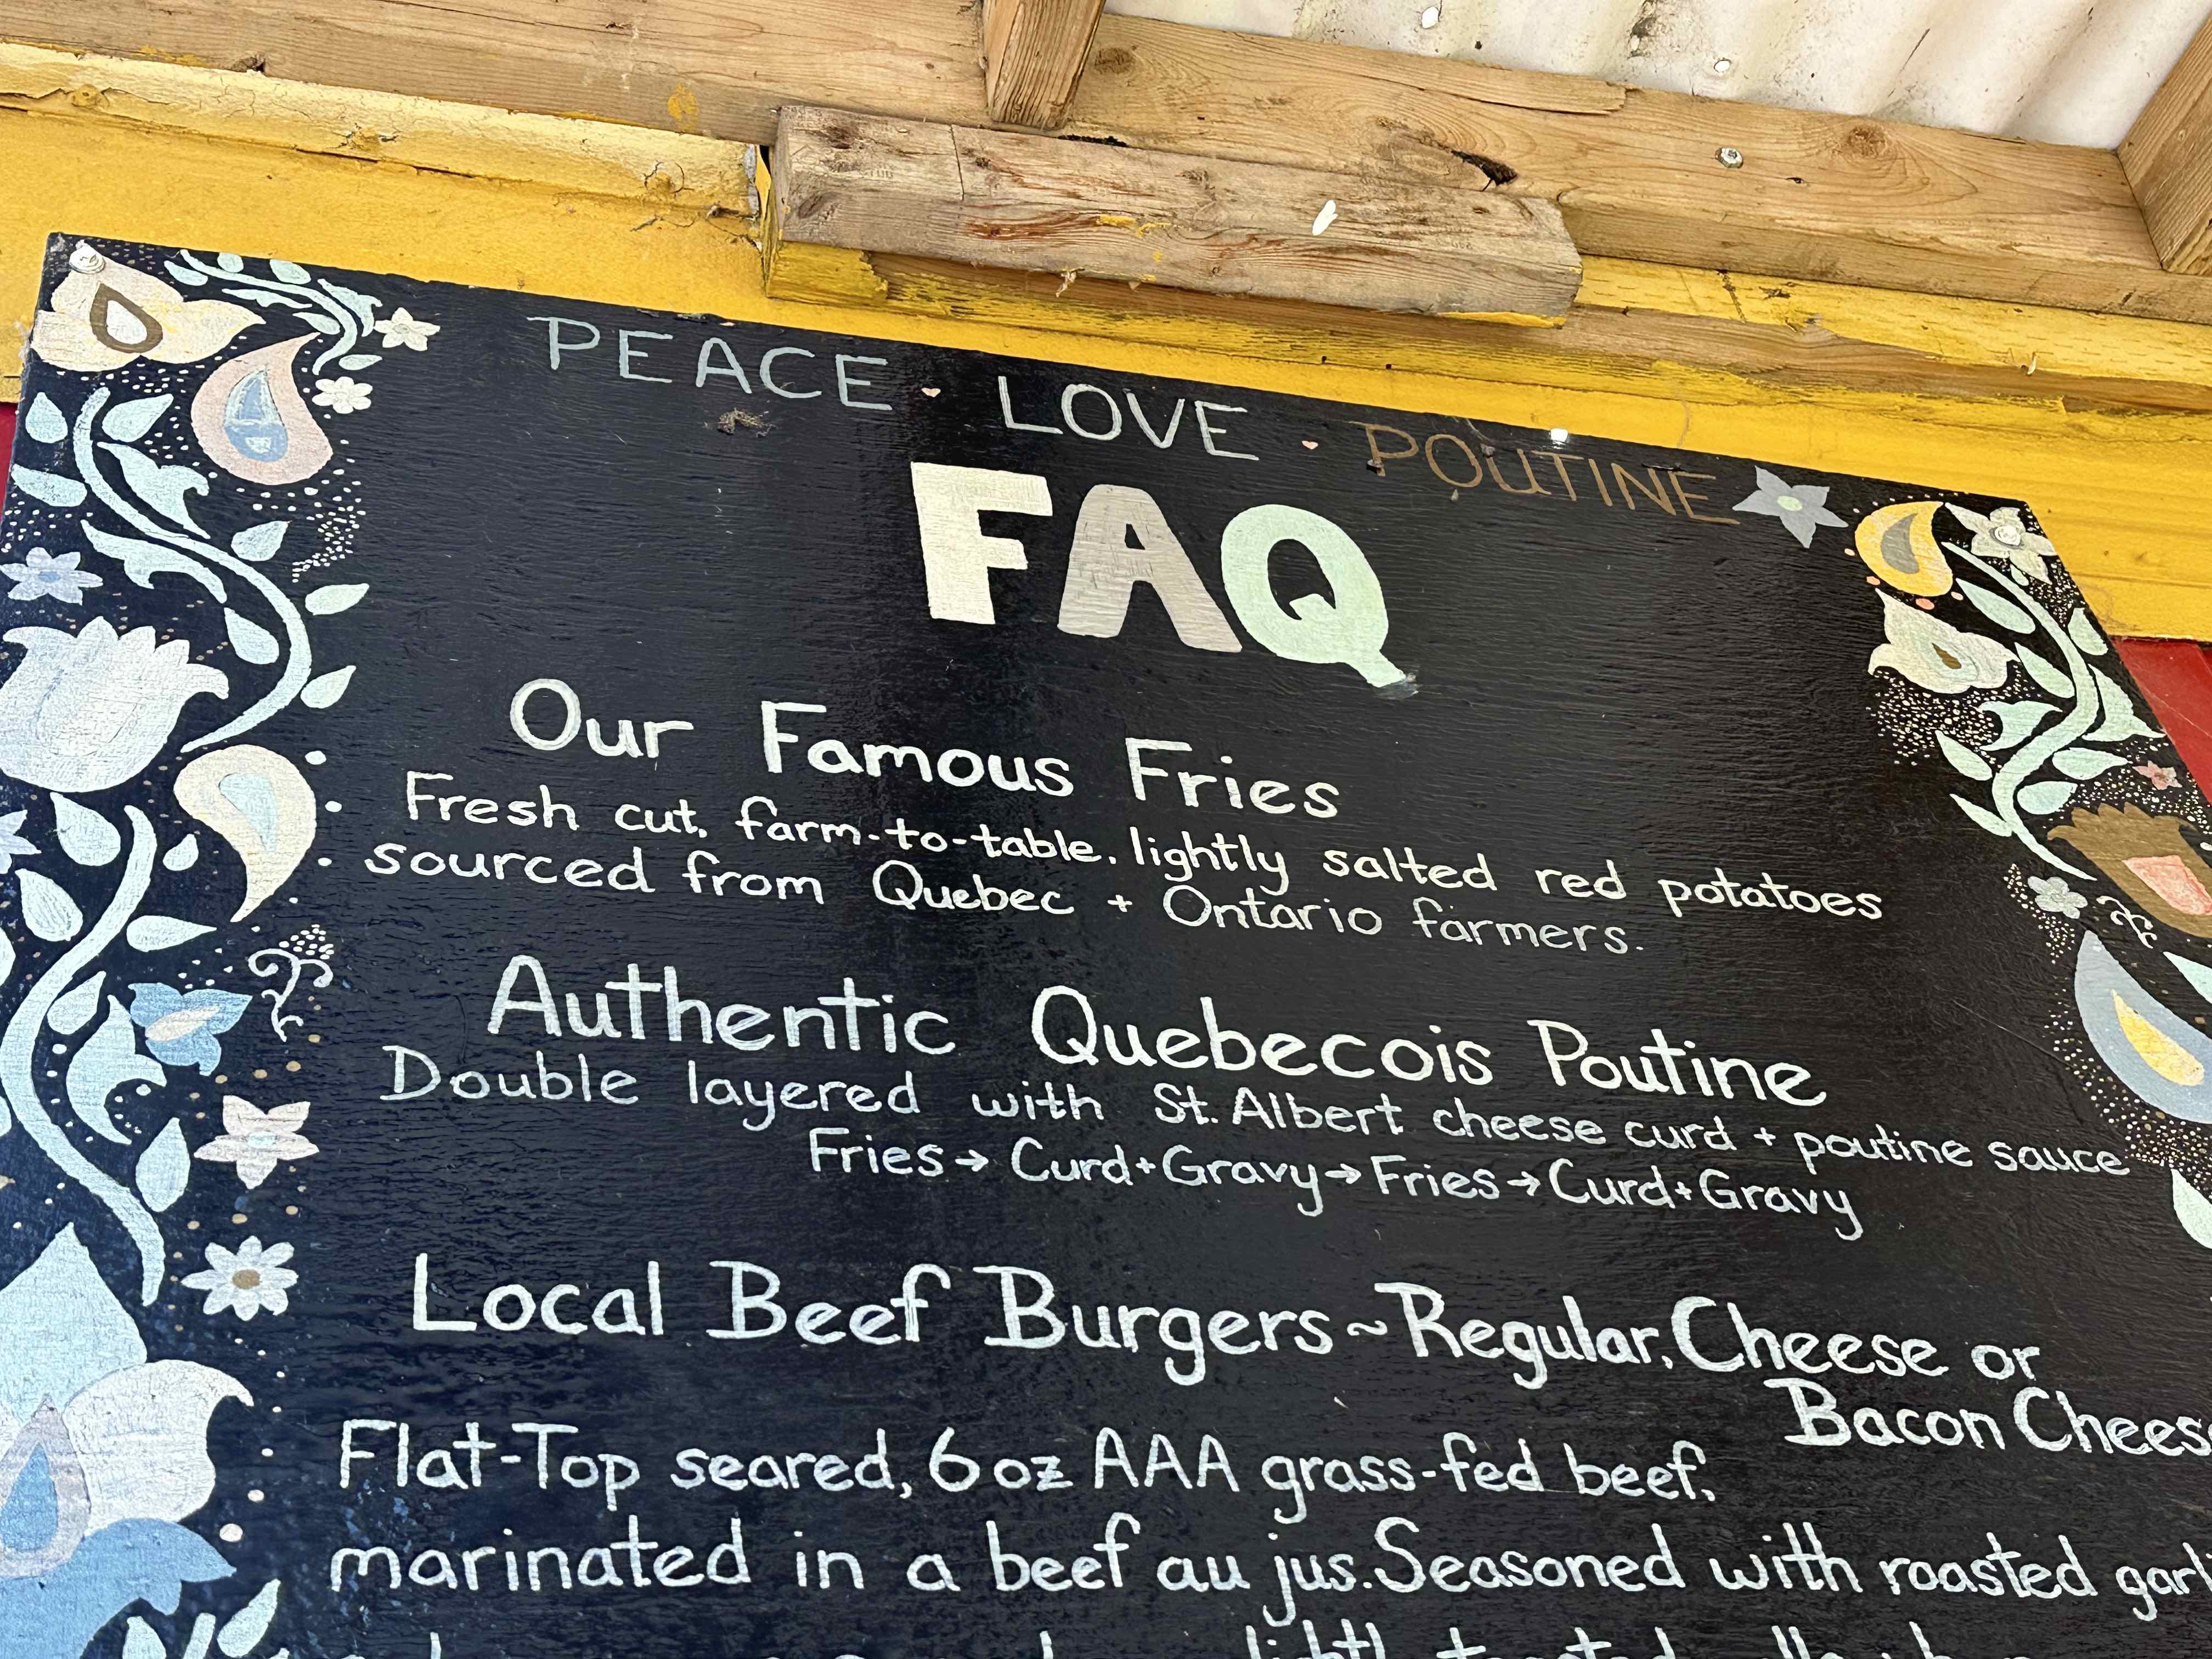 PEACE · LOVE · POUTINE
FAQ
Our Famous Fries
Fresh cut, farm-to-table, lightly salted red potatoes
sourced from Quebec + Ontario farmers.
Authentic Quebecois Poutine
Double layered with St. Albert cheese curd + poutine sauce
Fries → Curd + Gravy → Fries → Curd + Gravy
Local Beef Burgers ~ Regular, Cheese or
Bacon Cheese
Flat-Top seared, 6 oz AAA grass-fed beef,
marinated in a beef au jus. Seasoned with roasted